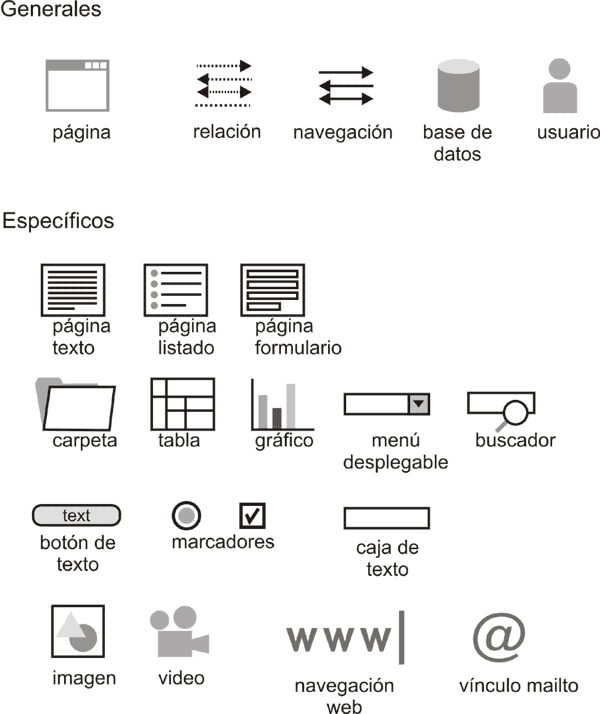 Generales
página
relación
navegación
base de
datos
usuario
Específicos
página
texto
página
listado
página
formulario
carpeta
tabla
gráfico
menú
desplegable
buscador
text
botón de
texto
marcadores
caja de
texto
imagen
video
www
navegación
web
@
vínculo mailto